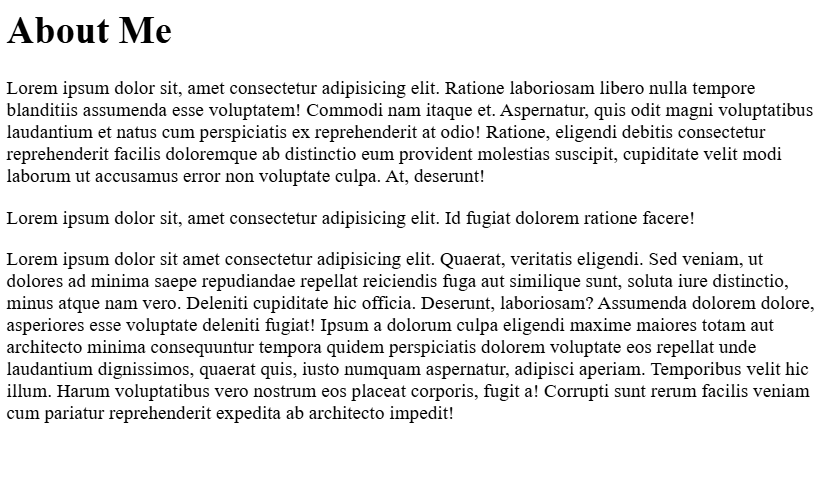 About Me
Lorem ipsum dolor sit, amet consectetur adipisicing elit. Ratione laboriosam libero nulla tempore
blanditiis assumenda esse voluptatem! Commodi nam itaque et. Aspernatur, quis odit magni voluptatibus
laudantium et natus cum perspiciatis ex reprehenderit at odio! Ratione, eligendi debitis consectetur
reprehenderit facilis doloremque ab distinctio eum provident molestias suscipit, cupiditate velit modi
laborum ut accusamus error non voluptate culpa. At, deserunt!
Lorem ipsum dolor sit, amet consectetur adipisicing elit. Id fugiat dolorem ratione facere!
Lorem ipsum dolor sit amet consectetur adipisicing elit. Quaerat, veritatis eligendi. Sed veniam, ut
dolores ad minima saepe repudiandae repellat reiciendis fuga aut similique sunt, soluta iure distinctio,
minus atque nam vero. Deleniti cupiditate hic officia. Deserunt, laboriosam? Assumenda dolorem dolore,
asperiores esse voluptate deleniti fugiat! Ipsum a dolorum culpa eligendi maxime maiores totam aut
architecto minima consequuntur tempora quidem perspiciatis dolorem voluptate eos repellat unde
laudantium dignissimos, quaerat quis, iusto numquam aspernatur, adipisci aperiam. Temporibus velit hic
illum. Harum voluptatibus vero nostrum eos placeat corporis, fugit a! Corrupti sunt rerum facilis veniam
cum pariatur reprehenderit expedita ab architecto impedit!